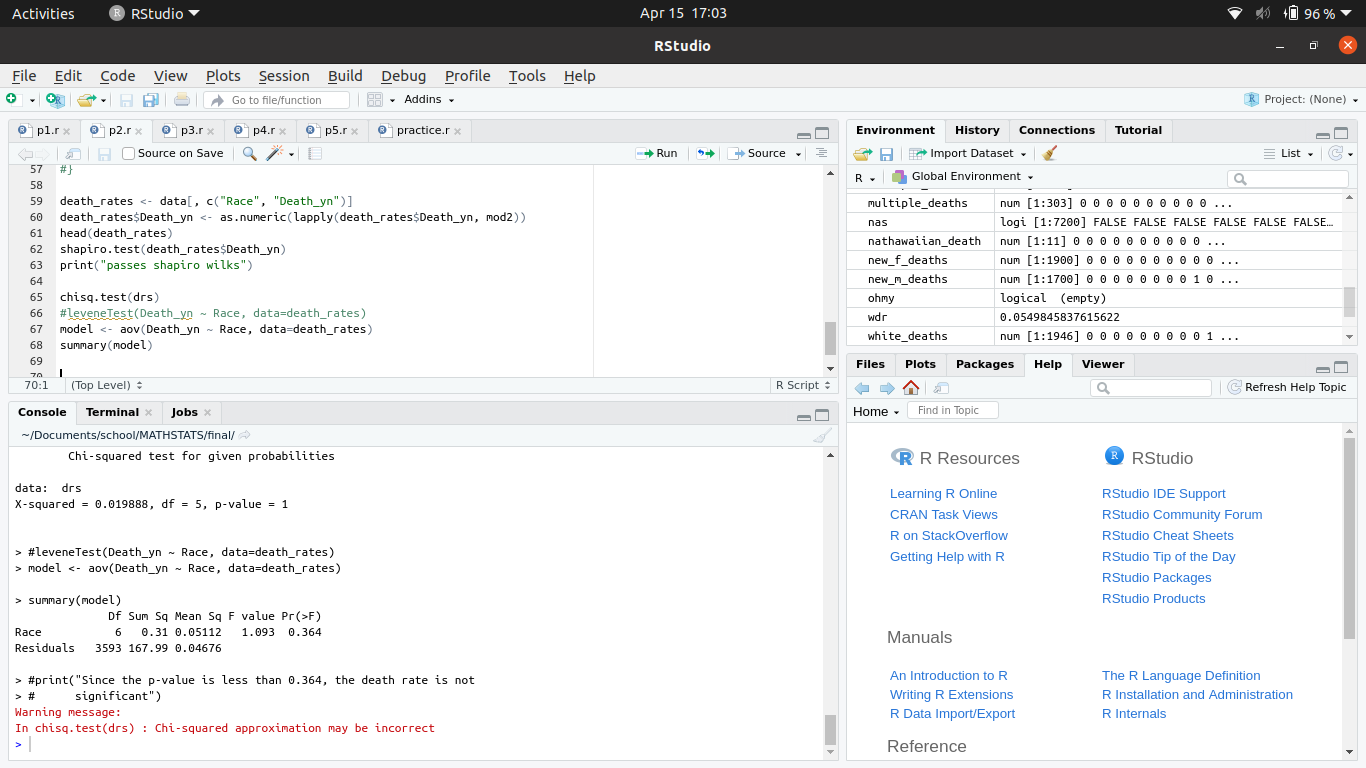 Activities RStudio Apr 15 17:03 96 %
RStudio
File Edit Code View Plots Session Build Debug Profile Tools Help
Go to file/function Addins Project: (None)
p1.r p2.r p3.r p4.r p5.r practice.r
Source on Save Run Source
57 #}
58
59 death_rates <- data[, c("Race", "Death_yn")]
60 death_rates$Death_yn <- as.numeric(lapply(death_rates$Death_yn, mod2))
61 head(death_rates)
62 shapiro.test(death_rates$Death_yn)
63 print("passes shapiro wilks")
64
65 chisq.test(drs)
66 #leveneTest(Death_yn ~ Race, data=death_rates)
67 model <- aov(Death_yn ~ Race, data=death_rates)
68 summary(model)
69
70
70:1 (Top Level) R Script
Console Terminal Jobs
~/Documents/school/MATHSTATS/final/
Chi-squared test for given probabilities
data: drs
X-squared = 0.019888, df = 5, p-value = 1
> #leveneTest(Death_yn ~ Race, data=death_rates)
> model <- aov(Death_yn ~ Race, data=death_rates)
> summary(model)
Df Sum Sq Mean Sq F value Pr(>F)
Race 6 0.31 0.05112 1.093 0.364
Residuals 3593 167.99 0.04676
> #print("Since the p-value is less than 0.364, the death rate is not
> # significant")
Warning message:
In chisq.test(drs) : Chi-squared approximation may be incorrect
>
Environment History Connections Tutorial
Import Dataset List
R Global Environment
multiple_deaths num [1:303] 0 0 0 0 0 0 0 0 0 0 ...
nas logi [1:7200] FALSE FALSE FALSE FALSE FALSE FALSE…
nathawaiian_death num [1:11] 0 0 0 0 0 0 0 0 0 0 ...
new_f_deaths num [1:1900] 0 0 0 0 0 0 0 0 0 0 ...
new_m_deaths num [1:1700] 0 0 0 0 0 0 0 0 1 0 ...
ohmy logical (empty)
wdr 0.0549845837615622
white_deaths num [1:1946] 0 0 0 0 0 0 0 0 0 1 ...
Files Plots Packages Help Viewer
Refresh Help Topic
Home Find in Topic
R Resources
Learning R Online
CRAN Task Views
R on StackOverflow
Getting Help with R
RStudio
RStudio IDE Support
RStudio Community Forum
RStudio Cheat Sheets
RStudio Tip of the Day
RStudio Packages
RStudio Products
Manuals
An Introduction to R The R Language Definition
Writing R Extensions R Installation and Administration
R Data Import/Export R Internals
Reference